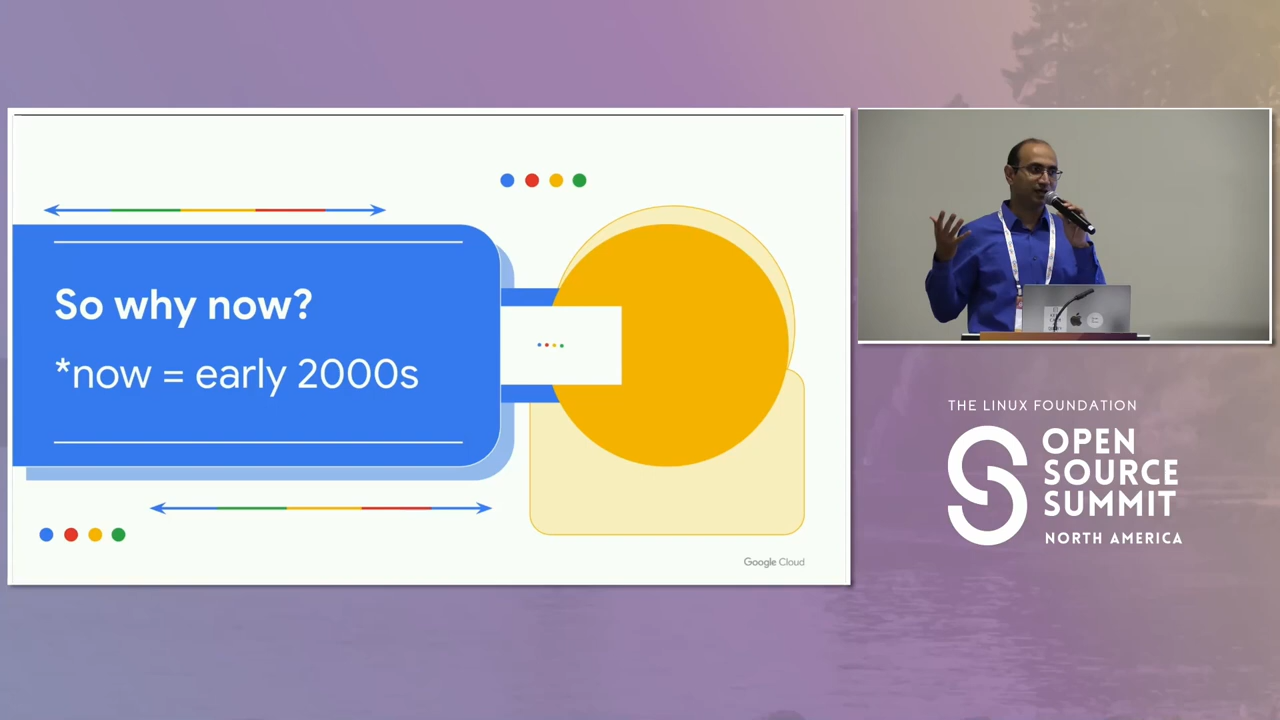 So why now?
*now = early 2000s
Google Cloud
THE LINUX FOUNDATION
OPEN
SOURCE
SUMMIT
NORTH AMERICA